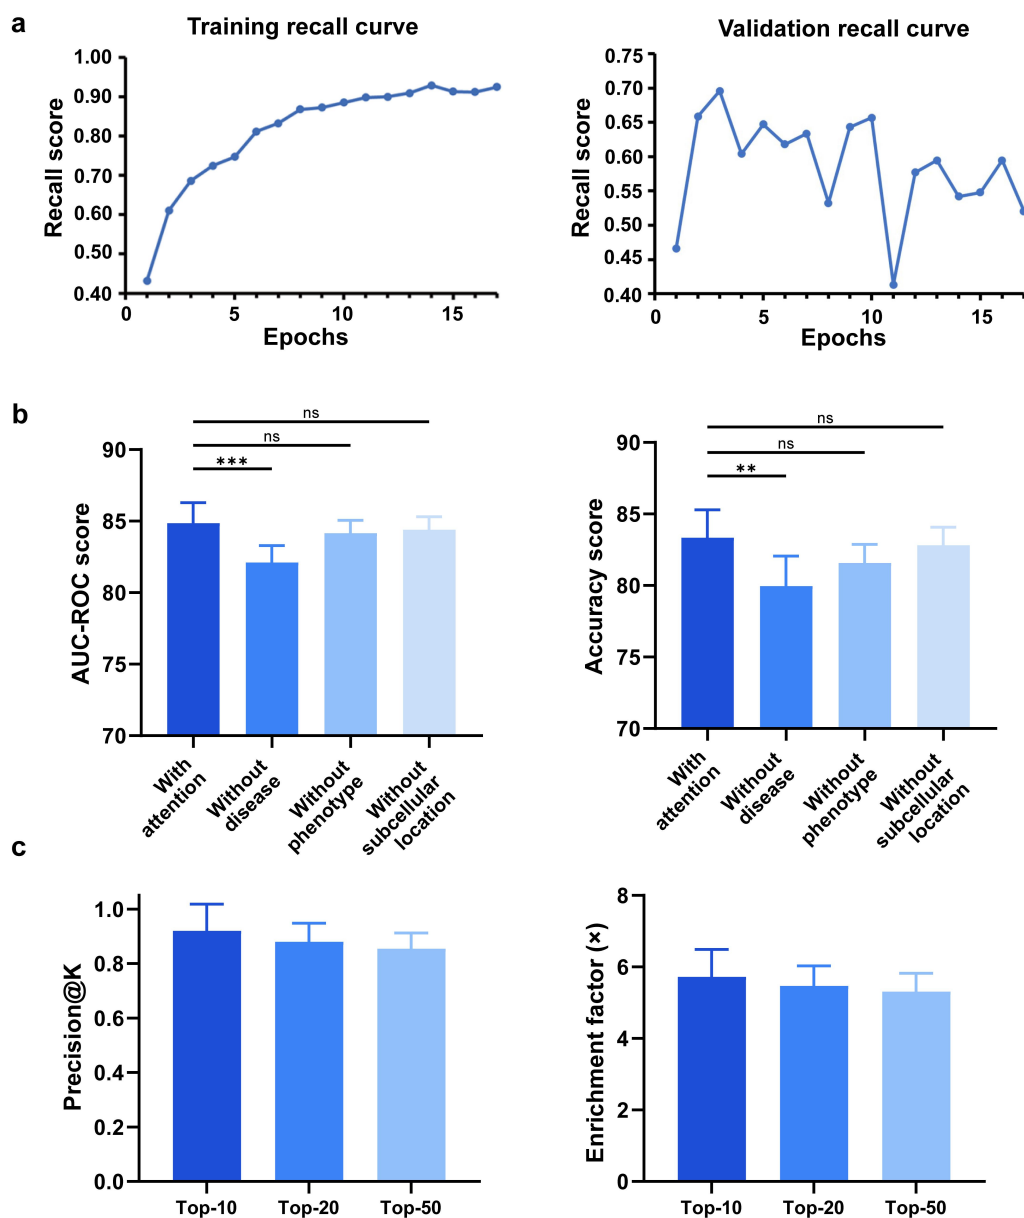 a
Training recall curve
Recall score
1.00
0.90
0.80
0.70
0.60
0.50
0.40
0
5
10
15
Epochs
Validation recall curve
Recall score
0.75
0.70
0.65
0.60
0.55
0.50
0.45
0.40
0
5
10
15
Epochs
b
AUC-ROC score
90
85
80
75
70
ns
ns
***
With
attention
Without
disease
Without
phenotype
Without
subcellular
location
Accuracy score
90
85
80
75
70
ns
ns
**
With
attention
Without
disease
Without
phenotype
Without
subcellular
location
c
Precision@K
1.0
0.8
0.6
0.4
0.2
0.0
Top-10
Top-20
Top-50
Enrichment factor (×)
8
6
4
2
0
Top-10
Top-20
Top-50